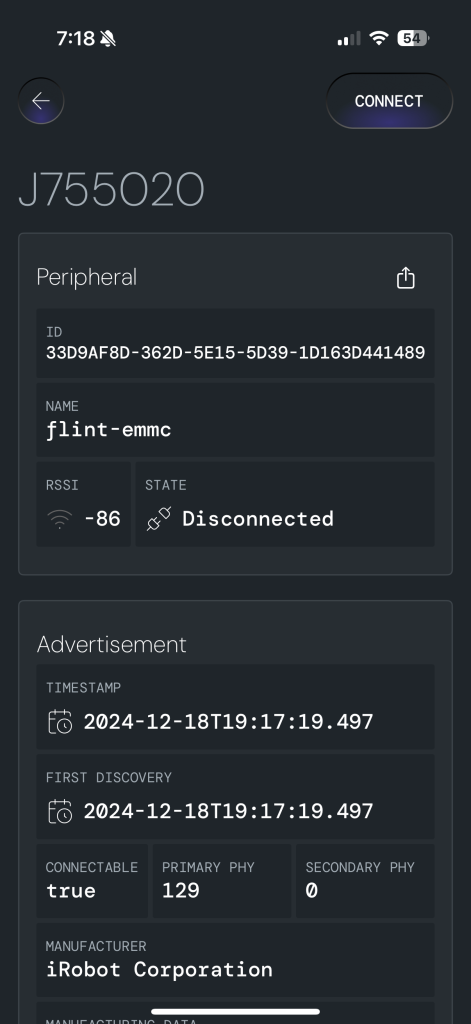 7:18
54
CONNECT
J755020
Peripheral
ID
33D9AF8D-362D-5E15-5D39-1D163D441489
NAME
flint-emmc
RSSI
STATE
-86
Disconnected
Advertisement
TIMESTAMP
2024-12-18T19:17:19.497
FIRST DISCOVERY
2024-12-18T19:17:19.497
CONNECTABLE
PRIMARY PHY
SECONDARY PHY
true
129
0
MANUFACTURER
iRobot Corporation
MANUFACTURING DATA